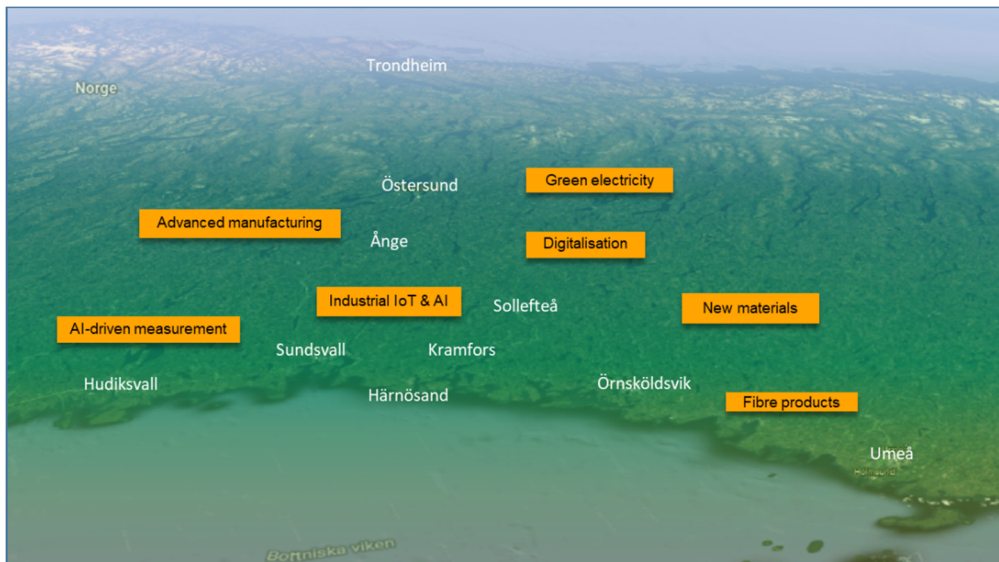 Trondheim
Norge
Östersund
Green electricity
Advanced manufacturing
Ånge
Digitalisation
Industrial IoT & AI
Sollefteå
New materials
AI-driven measurement
Sundsvall
Kramfors
Hudiksvall
Härnösand
Örnsköldsvik
Fibre products
Umeå
Bottniska viken